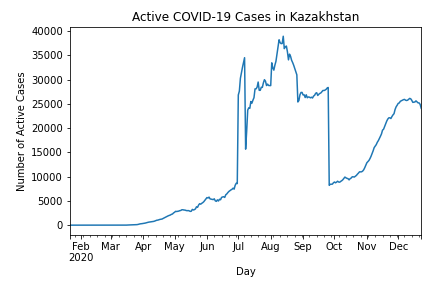 Active COVID-19 Cases in Kazakhstan
40000
35000
30000
25000
20000
15000
10000
5000
0
Number of Active Cases
Feb Mar Apr May Jun Jul Aug Sep Oct Nov Dec
2020
Day